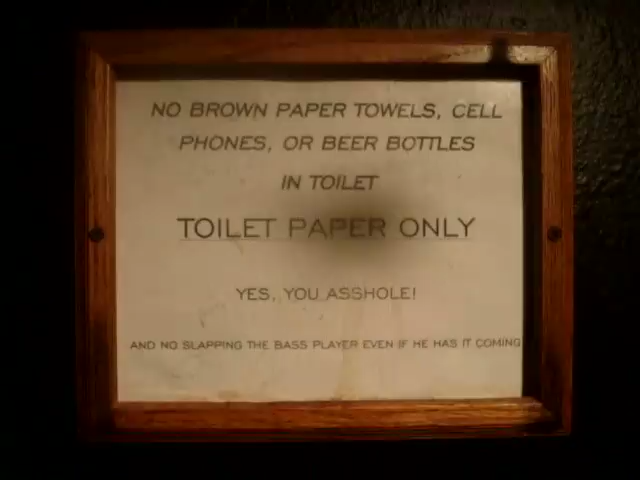 NO BROWN PAPER TOWELS, CELL
PHONES, OR BEER BOTTLES
IN TOILET
TOILET PAPER ONLY
YES, YOU ASSHOLE!
AND NO SLAPPING THE BASS PLAYER EVEN IF HE HAS IT COMING